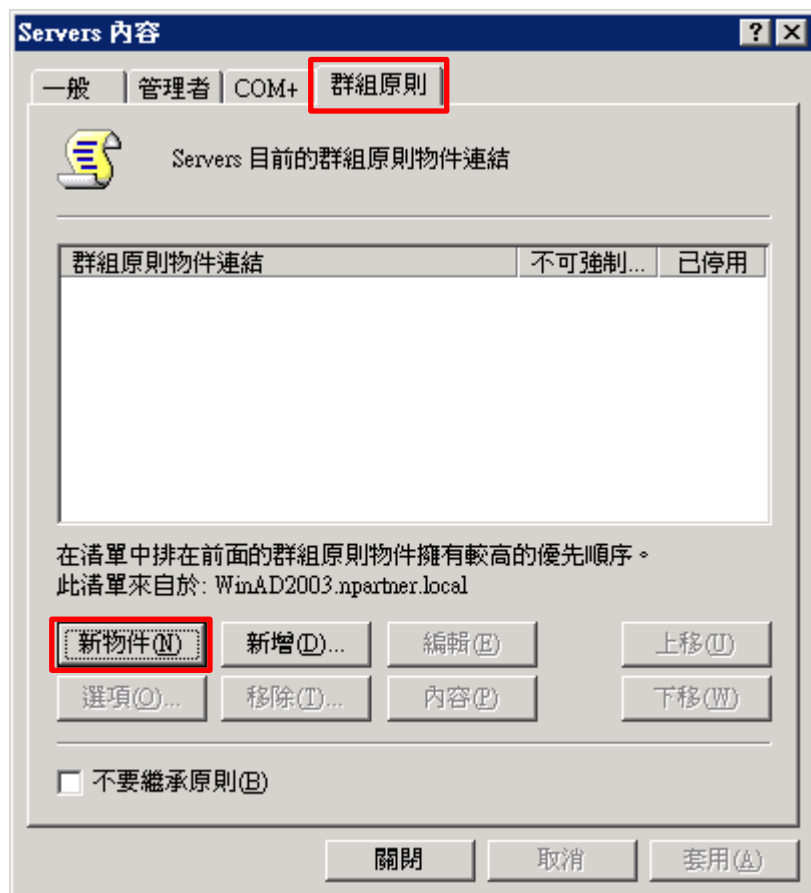 Servers 內容
一般 管理者 COM+ 群組原則
Servers 目前的群組原則物件連結
群組原則物件連結 不可強制... 已停用
在清單中排在前面的群組原則物件擁有較高的優先順序。
此清單來自於: WinAD2003.npartner.local
新物件(N) 新增(D)... 編輯(E) 上移(U)
選項(O)... 移除(T)... 內容(P) 下移(W)
不要繼承原則(B)
關閉 取消 套用(A)